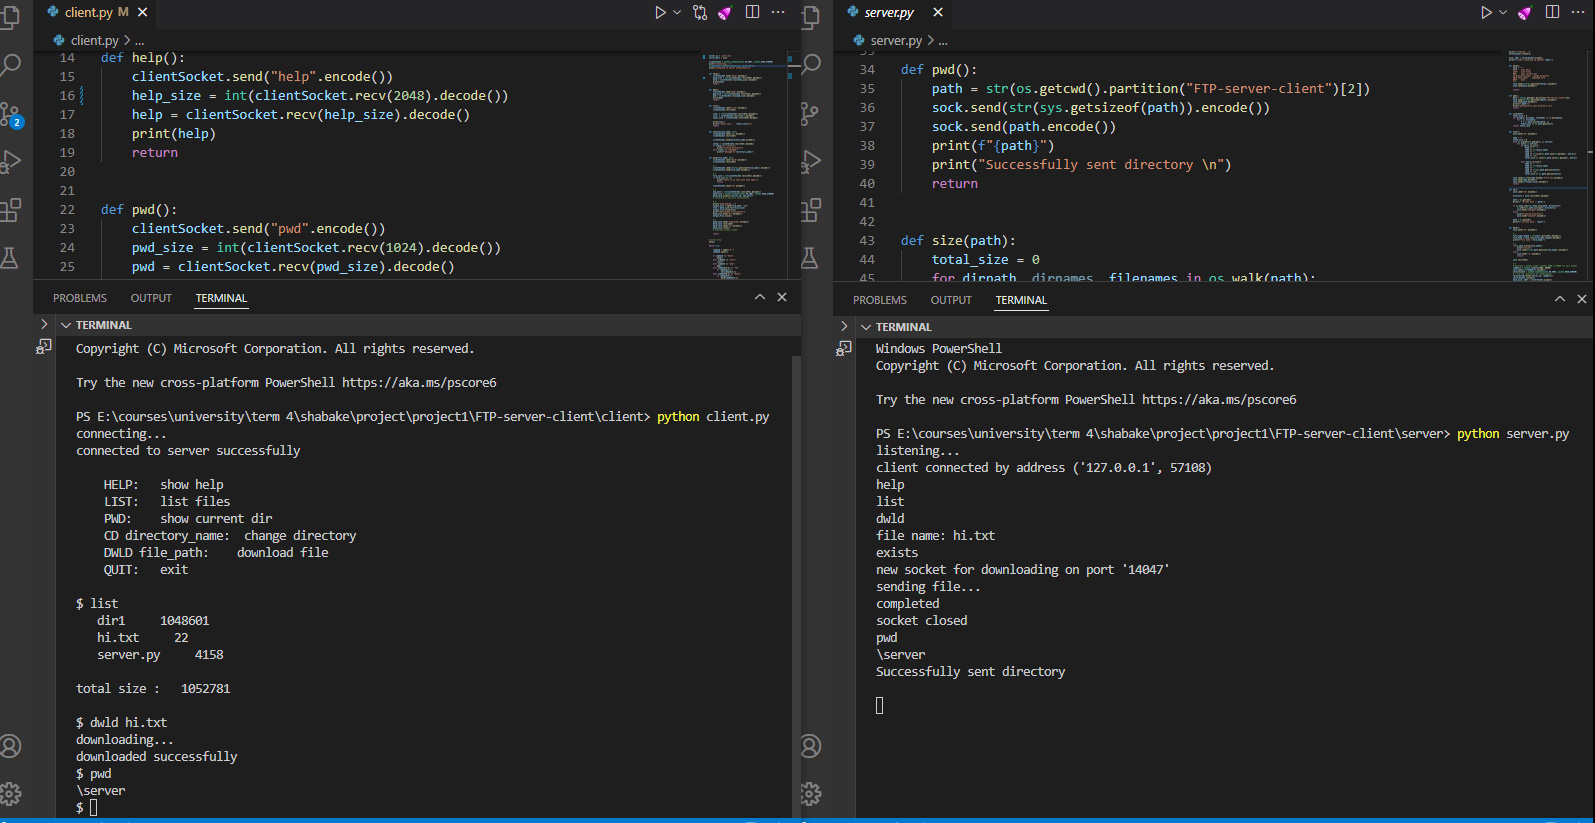 client.py M
client.py > ...
14 def help():
15 clientSocket.send("help".encode())
16 help_size = int(clientSocket.recv(2048).decode())
17 help = clientSocket.recv(help_size).decode()
18 print(help)
19 return
20
21
22 def pwd():
23 clientSocket.send("pwd".encode())
24 pwd_size = int(clientSocket.recv(1024).decode())
25 pwd = clientSocket.recv(pwd_size).decode()
2
PROBLEMS OUTPUT TERMINAL
TERMINAL
Copyright (C) Microsoft Corporation. All rights reserved.
Try the new cross-platform PowerShell https://aka.ms/pscore6
PS E:\courses\university\term 4\shabake\project\project1\FTP-server-client\client> python client.py
connecting...
connected to server successfully
HELP: show help
LIST: list files
PWD: show current dir
CD directory_name: change directory
DWLD file_path: download file
QUIT: exit
$ list
dir1 1048601
hi.txt 22
server.py 4158
total size : 1052781
$ dwld hi.txt
downloading...
downloaded successfully
$ pwd
\server
$
server.py
server.py > ...
33
34 def pwd():
35 path = str(os.getcwd().partition("FTP-server-client")[2])
36 sock.send(str(sys.getsizeof(path)).encode())
37 sock.send(path.encode())
38 print(f"{path}")
39 print("Successfully sent directory \n")
40 return
41
42
43 def size(path):
44 total_size = 0
45 for dirpath, dirnames, filenames in os.walk(path):
PROBLEMS OUTPUT TERMINAL
TERMINAL
Windows PowerShell
Copyright (C) Microsoft Corporation. All rights reserved.
Try the new cross-platform PowerShell https://aka.ms/pscore6
PS E:\courses\university\term 4\shabake\project\project1\FTP-server-client\server> python server.py
listening...
client connected by address ('127.0.0.1', 57108)
help
list
dwld
file name: hi.txt
exists
new socket for downloading on port '14047'
sending file...
completed
socket closed
pwd
\server
Successfully sent directory